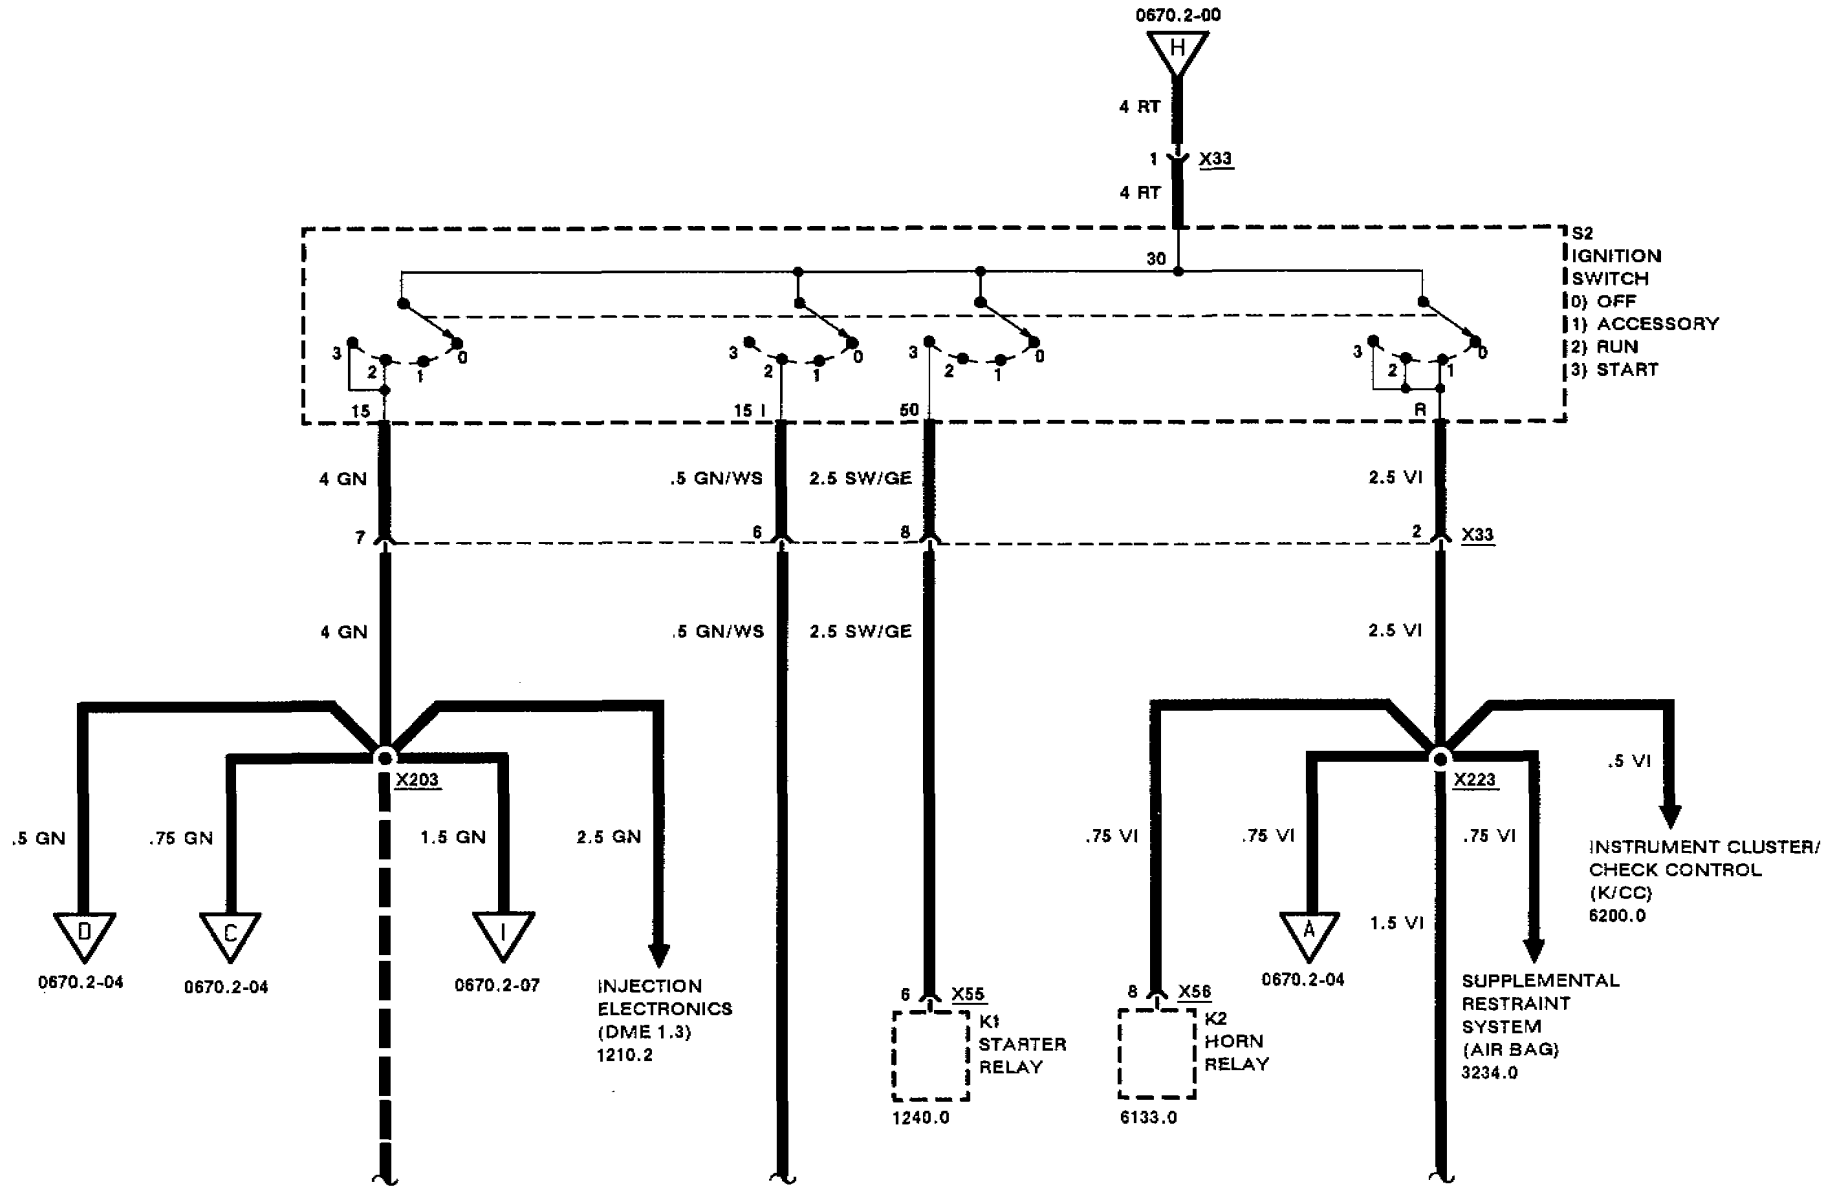 0670.2-00
H
4 RT
1 X33
4 RT
30
S2
IGNITION
SWITCH
0) OFF
1) ACCESSORY
2) RUN
3) START
3 2 1 0
3 2 1 0
3 2 1 0
3 2 1 0
15 15 I 50 R
4 GN .5 GN/WS 2.5 SW/GE 2.5 VI
7 6 8 2 X33
4 GN .5 GN/WS 2.5 SW/GE 2.5 VI
X203 X223
.5 GN .75 GN 1.5 GN 2.5 GN .75 VI .75 VI .75 VI .5 VI
INSTRUMENT CLUSTER/
CHECK CONTROL
(K/CC)
6200.0
1.5 VI
D C I A
0670.2-04 0670.2-04 0670.2-07 0670.2-04
INJECTION
ELECTRONICS
(DME 1.3)
1210.2
6 X55
K1
STARTER
RELAY
1240.0
8 X56
K2
HORN
RELAY
6133.0
SUPPLEMENTAL
RESTRAINT
SYSTEM
(AIR BAG)
3234.0